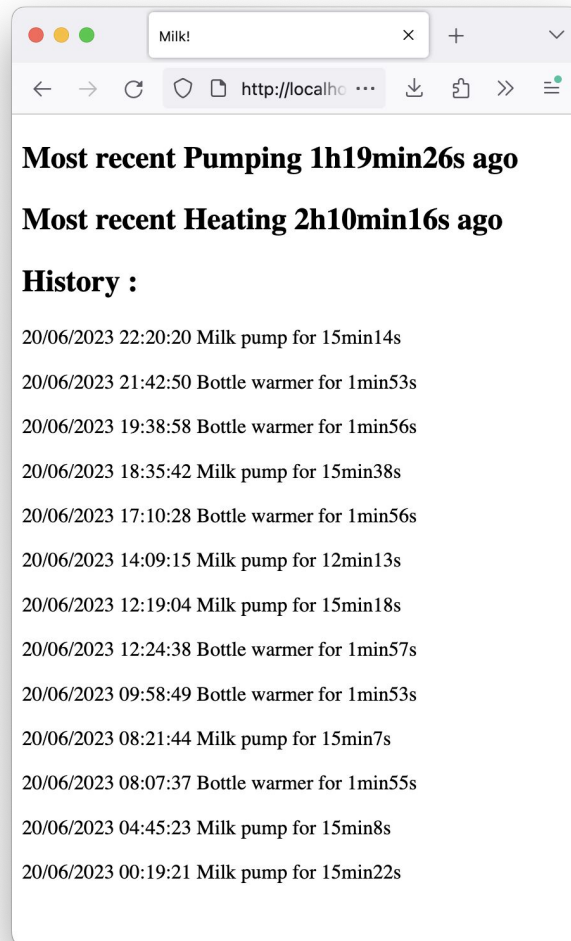 Milk!
http://localho
Most recent Pumping 1h19min26s ago
Most recent Heating 2h10min16s ago
History :
20/06/2023 22:20:20 Milk pump for 15min14s
20/06/2023 21:42:50 Bottle warmer for 1min53s
20/06/2023 19:38:58 Bottle warmer for 1min56s
20/06/2023 18:35:42 Milk pump for 15min38s
20/06/2023 17:10:28 Bottle warmer for 1min56s
20/06/2023 14:09:15 Milk pump for 12min13s
20/06/2023 12:19:04 Milk pump for 15min18s
20/06/2023 12:24:38 Bottle warmer for 1min57s
20/06/2023 09:58:49 Bottle warmer for 1min53s
20/06/2023 08:21:44 Milk pump for 15min7s
20/06/2023 08:07:37 Bottle warmer for 1min55s
20/06/2023 04:45:23 Milk pump for 15min8s
20/06/2023 00:19:21 Milk pump for 15min22s